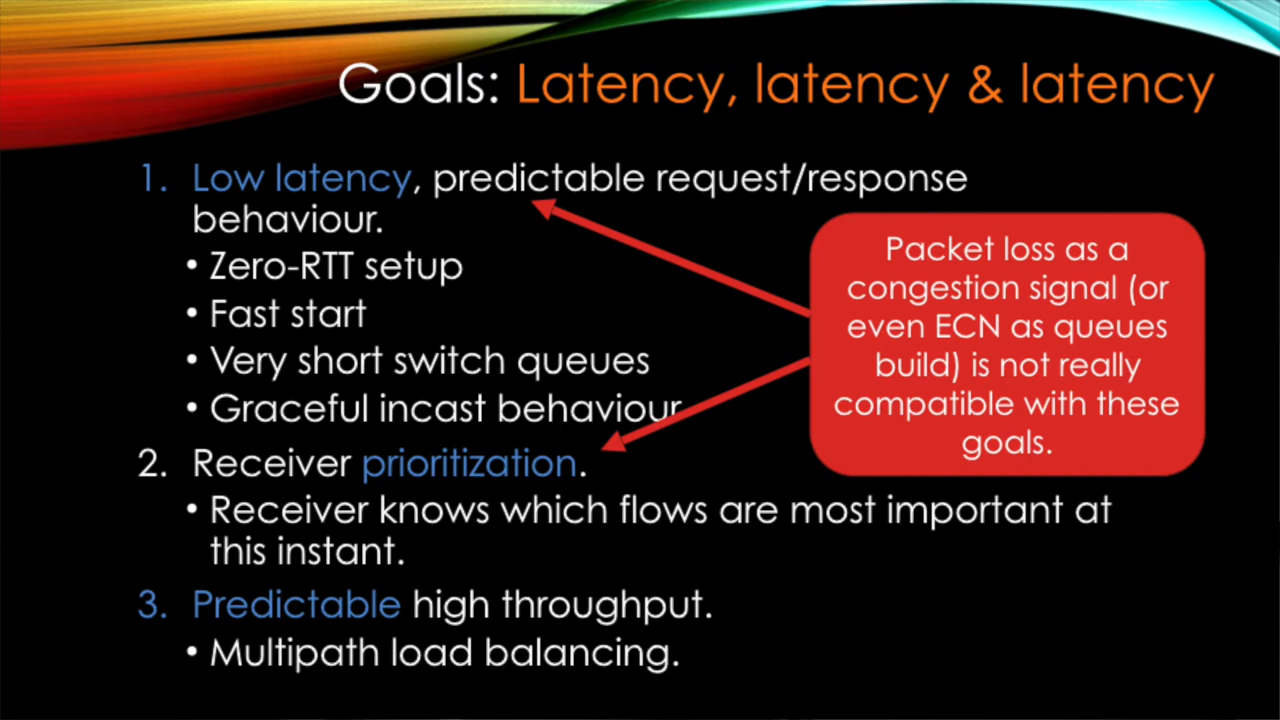 Goals: Latency, latency & latency
1. Low latency, predictable request/response
behaviour.
• Zero-RTT setup
• Fast start
• Very short switch queues
• Graceful incast behaviour
2. Receiver prioritization.
• Receiver knows which flows are most important at
this instant.
3. Predictable high throughput.
• Multipath load balancing.
Packet loss as a
congestion signal (or
even ECN as queues
build) is not really
compatible with these
goals.